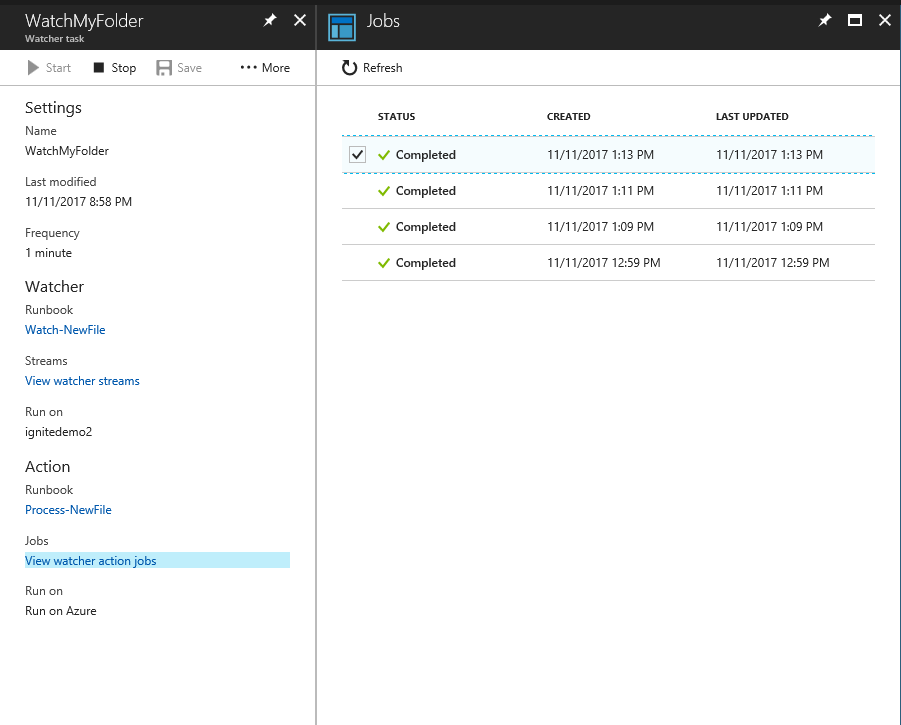 WatchMyFolder
Watcher task
Start Stop Save ••• More
Settings
Name
WatchMyFolder
Last modified
11/11/2017 8:58 PM
Frequency
1 minute
Watcher
Runbook
Watch-NewFile
Streams
View watcher streams
Run on
ignitedemo2
Action
Runbook
Process-NewFile
Jobs
View watcher action jobs
Run on
Run on Azure
Jobs
Refresh
STATUS CREATED LAST UPDATED
Completed 11/11/2017 1:13 PM 11/11/2017 1:13 PM
Completed 11/11/2017 1:11 PM 11/11/2017 1:11 PM
Completed 11/11/2017 1:09 PM 11/11/2017 1:09 PM
Completed 11/11/2017 12:59 PM 11/11/2017 12:59 PM